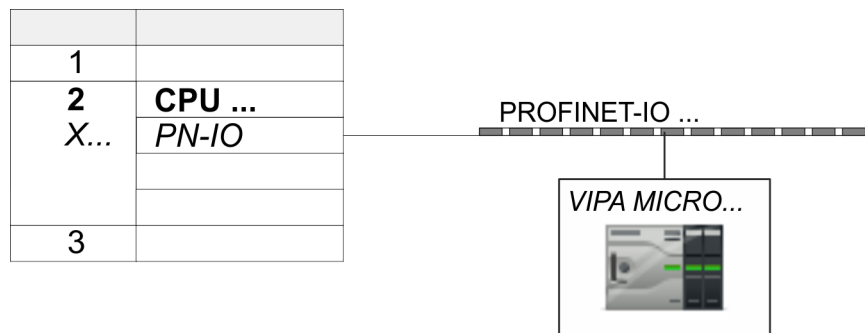 1
2 CPU ...
X... PN-IO
3
PROFINET-IO ...
VIPA MICRO...